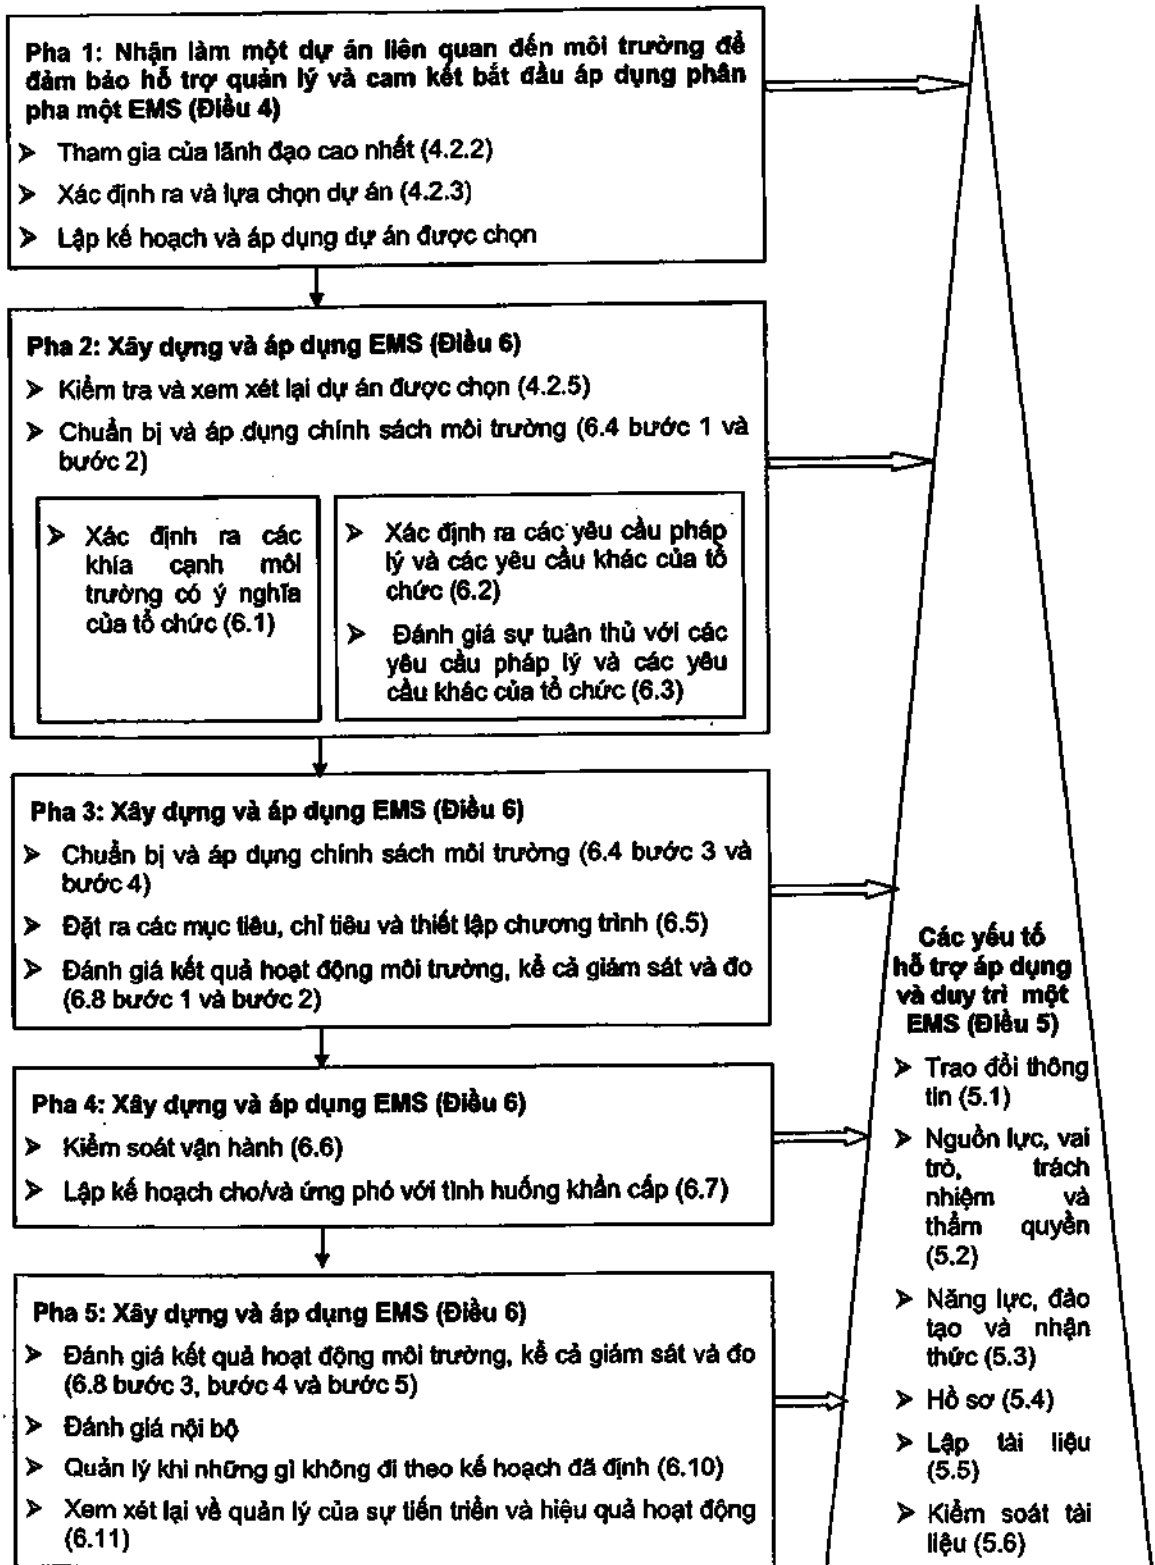 Pha 1: Nhận làm một dự án liên quan đến môi trường để
đảm bảo hỗ trợ quản lý và cam kết bắt đầu áp dụng phân
pha một EMS (Điều 4)
➢ Tham gia của lãnh đạo cao nhất (4.2.2)
➢ Xác định ra và lựa chọn dự án (4.2.3)
➢ Lập kế hoạch và áp dụng dự án được chọn
Pha 2: Xây dựng và áp dụng EMS (Điều 6)
➢ Kiểm tra và xem xét lại dự án được chọn (4.2.5)
➢ Chuẩn bị và áp dụng chính sách môi trường (6.4 bước 1 và
bước 2)
➢ Xác định ra các
khía cạnh môi
trường có ý nghĩa
của tổ chức (6.1)
➢ Xác định ra các yêu cầu pháp
lý và các yêu cầu khác của tổ
chức (6.2)
➢ Đánh giá sự tuân thủ với các
yêu cầu pháp lý và các yêu
cầu khác của tổ chức (6.3)
Pha 3: Xây dựng và áp dụng EMS (Điều 6)
➢ Chuẩn bị và áp dụng chính sách môi trường (6.4 bước 3 và
bước 4)
➢ Đặt ra các mục tiêu, chỉ tiêu và thiết lập chương trình (6.5)
➢ Đánh giá kết quả hoạt động môi trường, kể cả giám sát và đo
(6.8 bước 1 và bước 2)
Pha 4: Xây dựng và áp dụng EMS (Điều 6)
➢ Kiểm soát vận hành (6.6)
➢ Lập kế hoạch cho/và ứng phó với tình huống khẩn cấp (6.7)
Pha 5: Xây dựng và áp dụng EMS (Điều 6)
➢ Đánh giá kết quả hoạt động môi trường, kể cả giám sát và đo
(6.8 bước 3, bước 4 và bước 5)
➢ Đánh giá nội bộ
➢ Quản lý khi những gì không đi theo kế hoạch đã định (6.10)
➢ Xem xét lại về quản lý của sự tiến triển và hiệu quả hoạt động
(6.11)
Các yếu tố
hỗ trợ áp dụng
và duy trì một
EMS (Điều 5)
➢ Trao đổi thông
tin (5.1)
➢ Nguồn lực, vai
trò, trách
nhiệm và
thẩm quyền
(5.2)
➢ Năng lực, đào
tạo và nhận
thức (5.3)
➢ Hồ sơ (5.4)
➢ Lập tài liệu
(5.5)
➢ Kiểm soát tài
liệu (5.6)